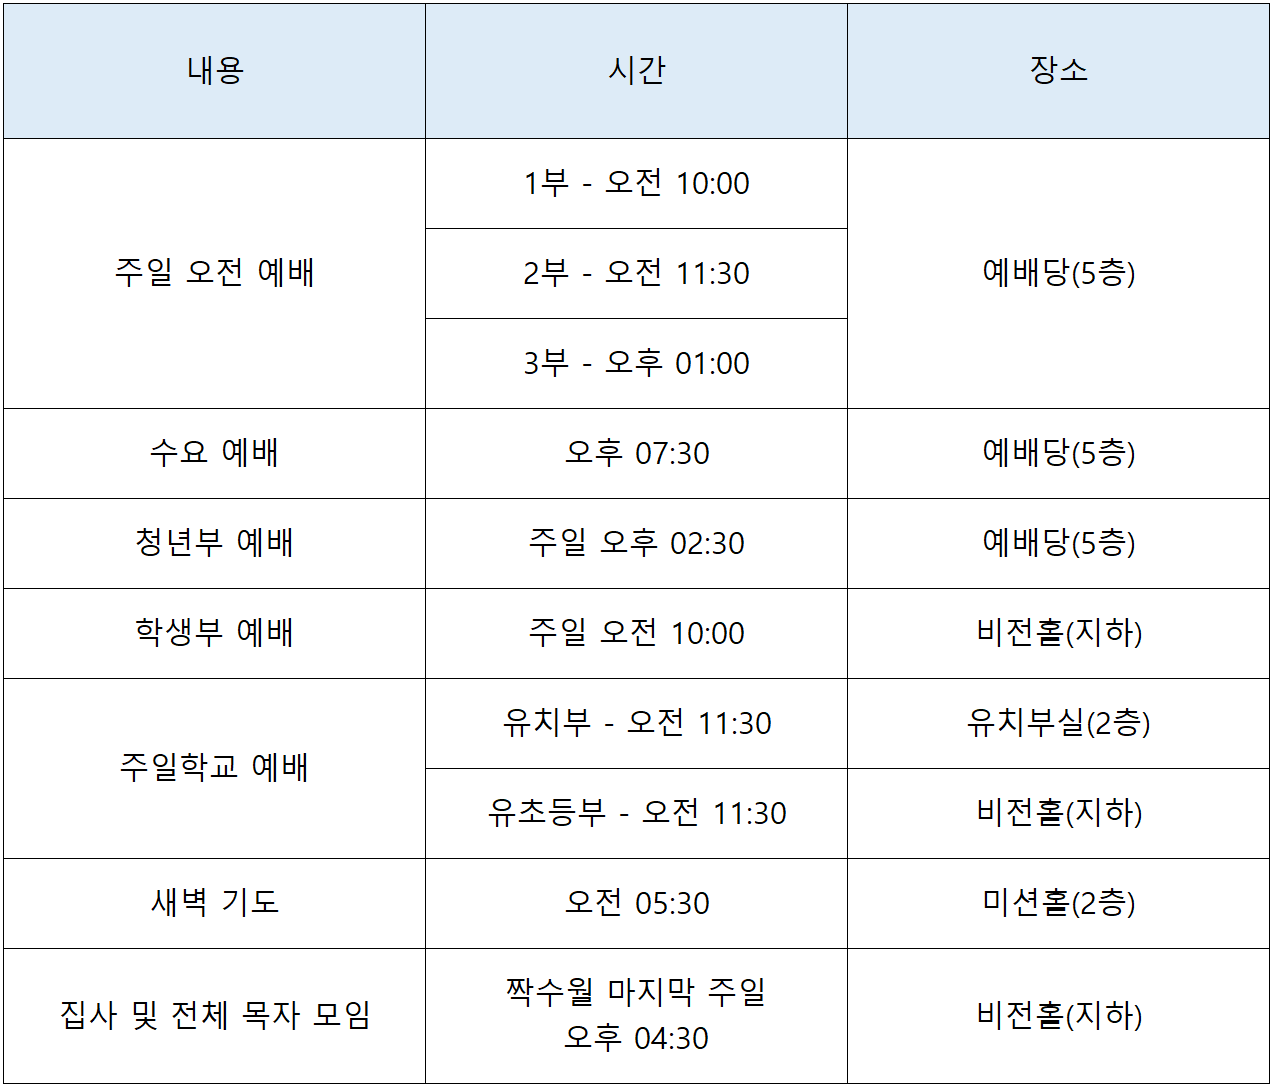 내용 시간 장소
주일 오전 예배
1부 - 오전 10:00
2부 - 오전 11:30
3부 - 오후 01:00
예배당(5층)
수요 예배 오후 07:30 예배당(5층)
청년부 예배 주일 오후 02:30 예배당(5층)
학생부 예배 주일 오전 10:00 비전홀(지하)
주일학교 예배
유치부 - 오전 11:30 유치부실(2층)
유초등부 - 오전 11:30 비전홀(지하)
새벽 기도 오전 05:30 미션홀(2층)
집사 및 전체 목자 모임
짝수월 마지막 주일
오후 04:30
비전홀(지하)